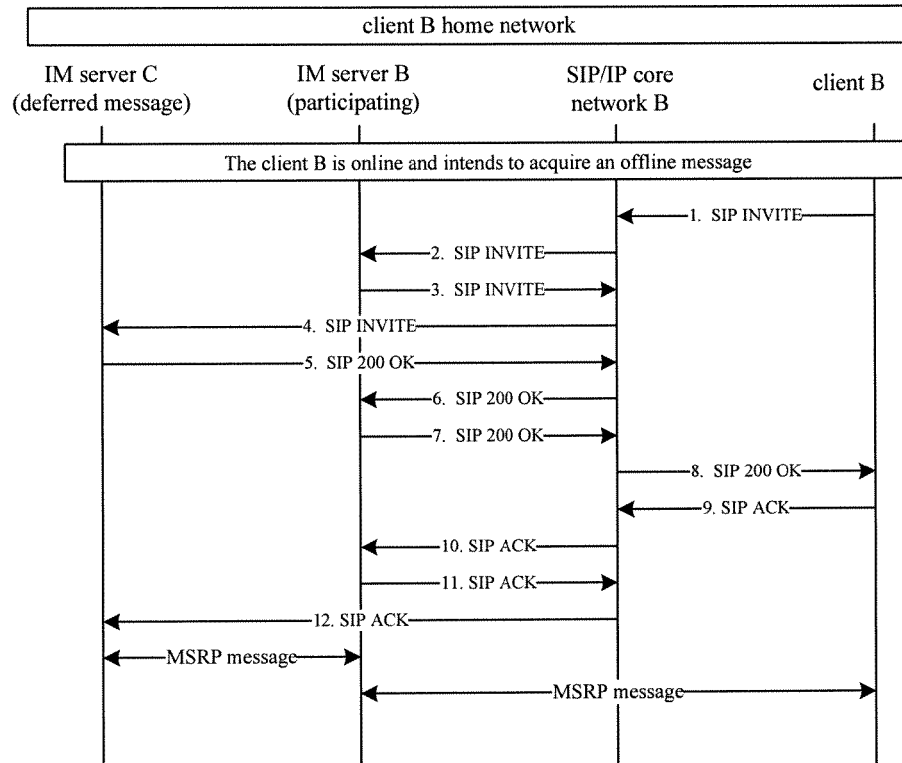 client B home network
IM server C
(deferred message)
IM server B
(participating)
SIP/IP core
network B
client B
The client B is online and intends to acquire an offline message
1. SIP INVITE
2. SIP INVITE
3. SIP INVITE
4. SIP INVITE
5. SIP 200 OK
6. SIP 200 OK
7. SIP 200 OK
8. SIP 200 OK
9. SIP ACK
10. SIP ACK
11. SIP ACK
12. SIP ACK
MSRP message
MSRP message